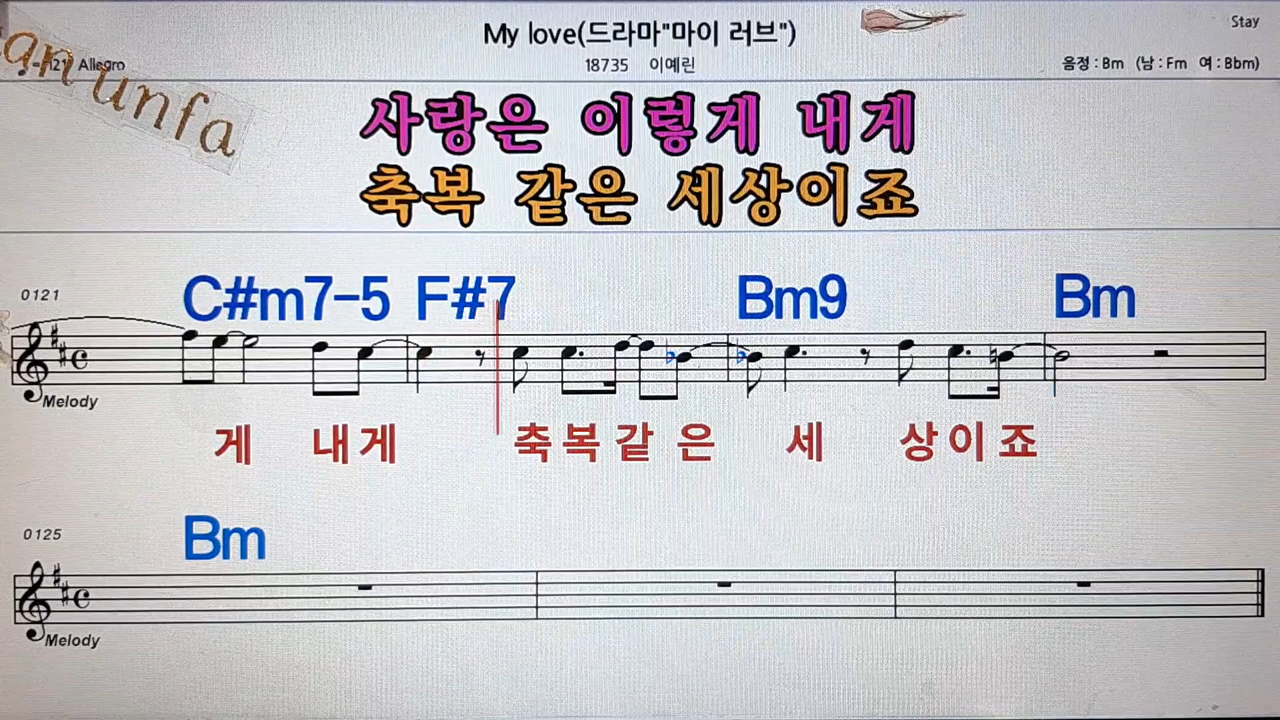 My love(드라마"마이 러브")
Stay
18735 이예린
음정 : Bm (남 : Fm 여 : Bbm)
Allegro
an unfa
사랑은 이렇게 내게
축복 같은 세상이죠
0121
C#m7-5 F#7 Bm9 Bm
Melody
게 내게 축복같 은 세 상이죠
0125
Bm
Melody